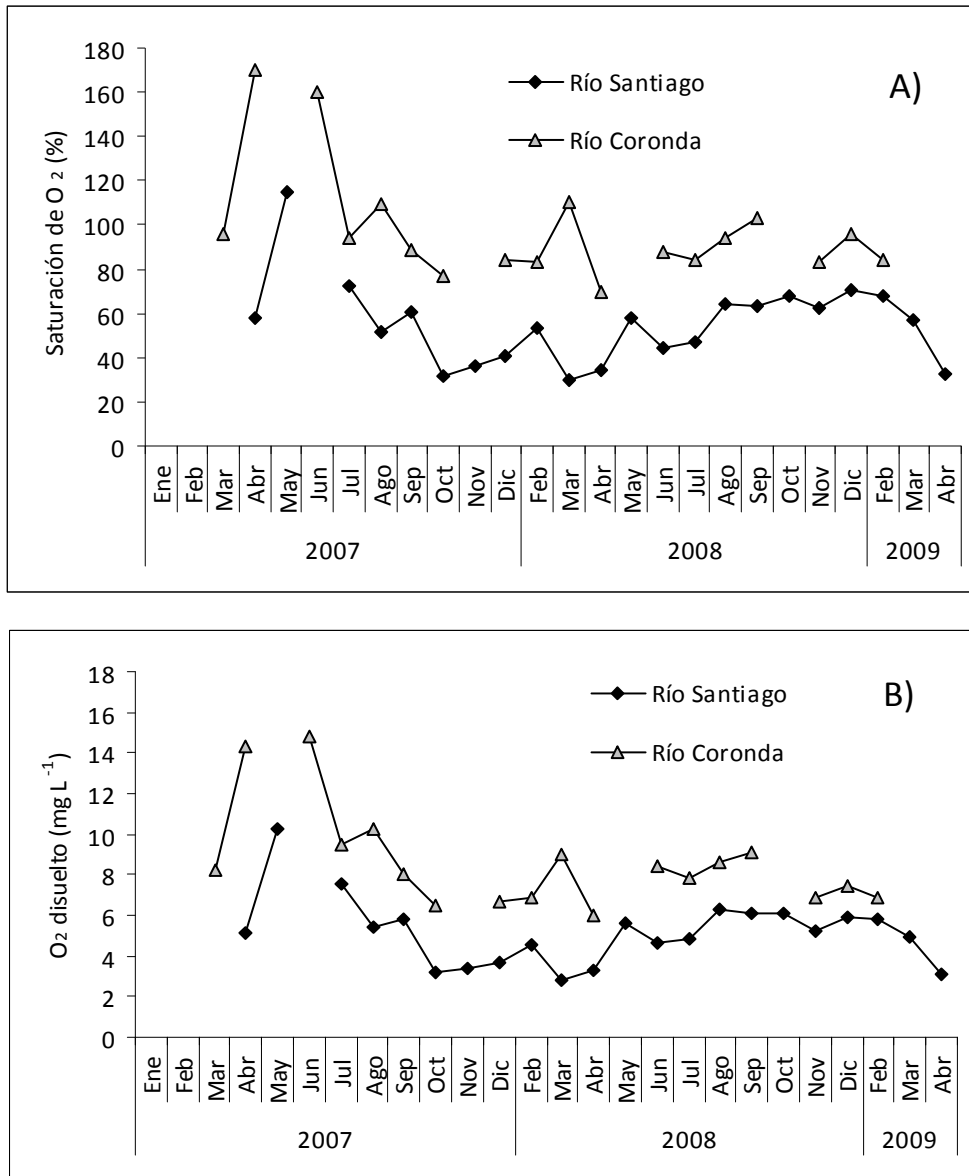 180
160
140
120
100
80
60
40
20
0
Saturación de O 2 (%)
Río Santiago
Río Coronda
A)
Ene Feb Mar Abr May Jun Jul Ago Sep Oct Nov Dic Feb Mar Abr May Jun Jul Ago Sep Oct Nov Dic Feb Mar Abr
2007 2008 2009
18
16
14
12
10
8
6
4
2
0
O2 disuelto (mg L -1)
Río Santiago
Río Coronda
B)
Ene Feb Mar Abr May Jun Jul Ago Sep Oct Nov Dic Feb Mar Abr May Jun Jul Ago Sep Oct Nov Dic Feb Mar Abr
2007 2008 2009